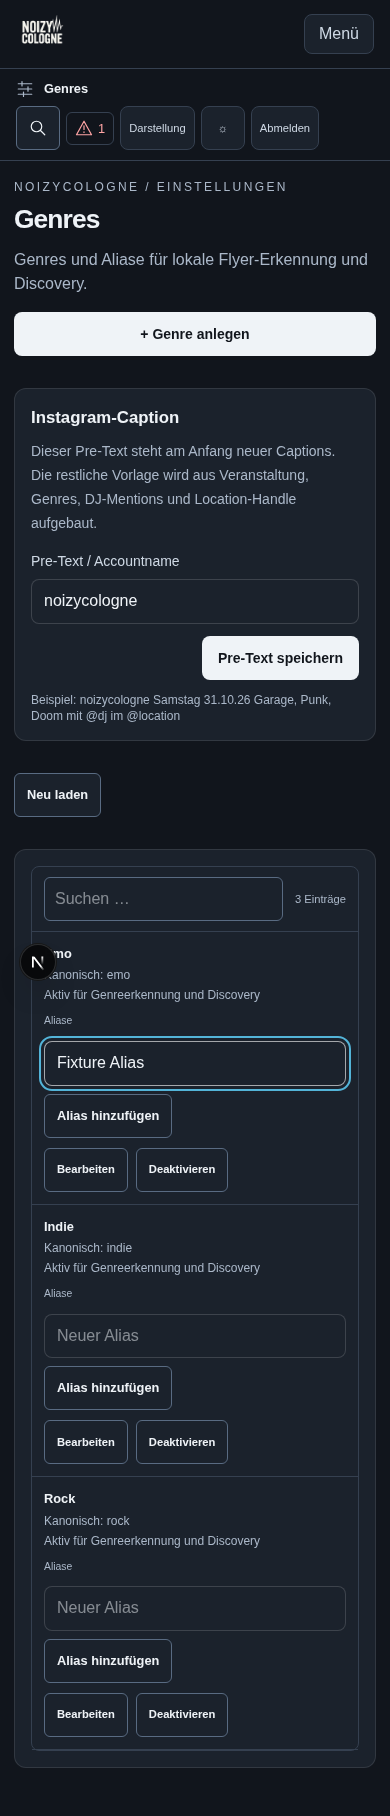 NOIZY
COLOGNE
Menü
Genres
1
Darstellung
Abmelden
NOIZYCOLOGNE / EINSTELLUNGEN
Genres
Genres und Aliase für lokale Flyer-Erkennung und
Discovery.
+ Genre anlegen
Instagram-Caption
Dieser Pre-Text steht am Anfang neuer Captions.
Die restliche Vorlage wird aus Veranstaltung,
Genres, DJ-Mentions und Location-Handle
aufgebaut.
Pre-Text / Accountname
noizycologne
Pre-Text speichern
Beispiel: noizycologne Samstag 31.10.26 Garage, Punk,
Doom mit @dj im @location
Neu laden
Suchen …
3 Einträge
mo
Kanonisch: emo
Aktiv für Genreerkennung und Discovery
Aliase
Fixture Alias
Alias hinzufügen
Bearbeiten
Deaktivieren
Indie
Kanonisch: indie
Aktiv für Genreerkennung und Discovery
Aliase
Neuer Alias
Alias hinzufügen
Bearbeiten
Deaktivieren
Rock
Kanonisch: rock
Aktiv für Genreerkennung und Discovery
Aliase
Neuer Alias
Alias hinzufügen
Bearbeiten
Deaktivieren